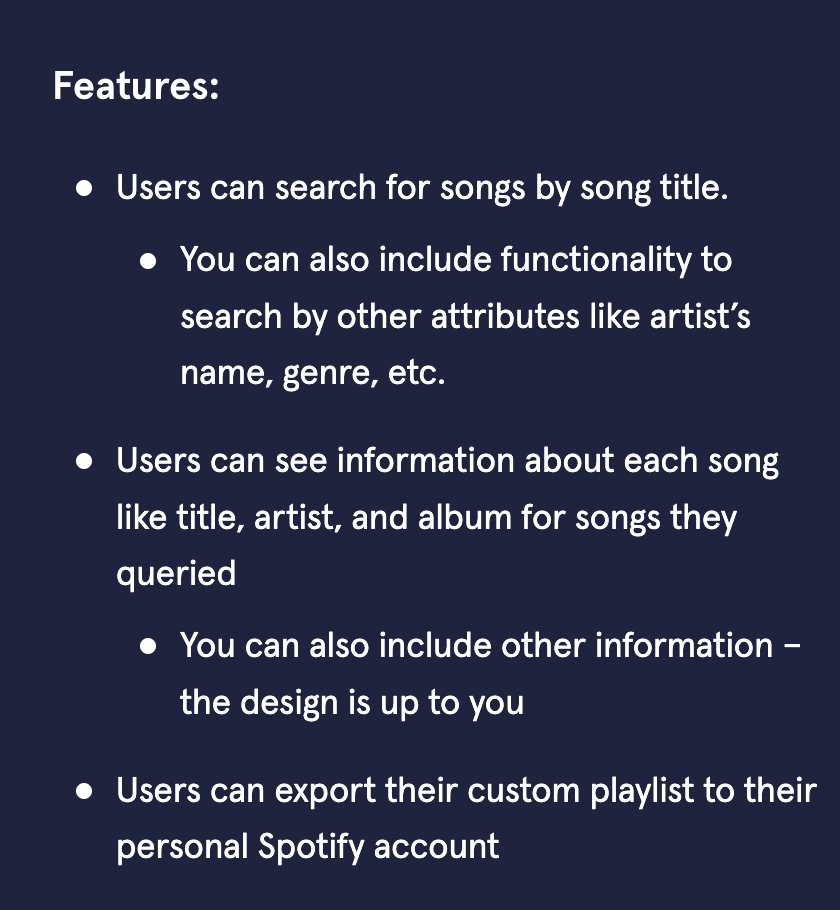 Features:
● Users can search for songs by song title.
● You can also include functionality to
search by other attributes like artist’s
name, genre, etc.
● Users can see information about each song
like title, artist, and album for songs they
queried
● You can also include other information –
the design is up to you
● Users can export their custom playlist to their
personal Spotify account